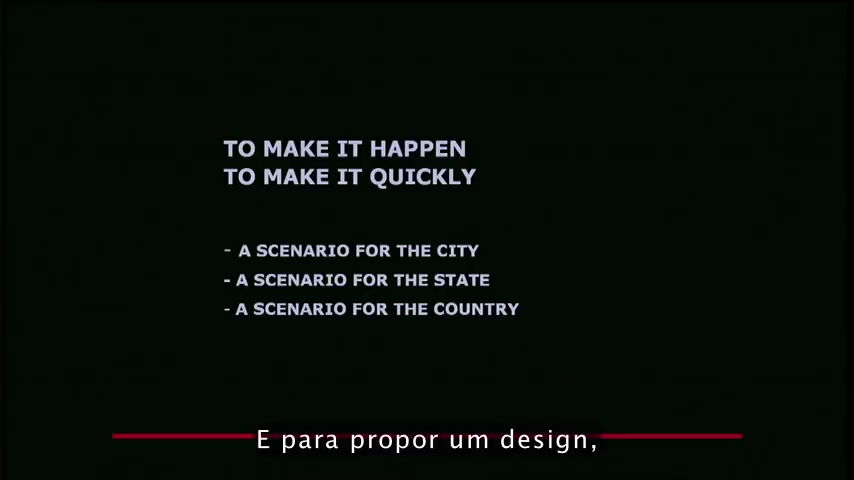 TO MAKE IT HAPPEN
TO MAKE IT QUICKLY
- A SCENARIO FOR THE CITY
- A SCENARIO FOR THE STATE
- A SCENARIO FOR THE COUNTRY
E para propor um design,